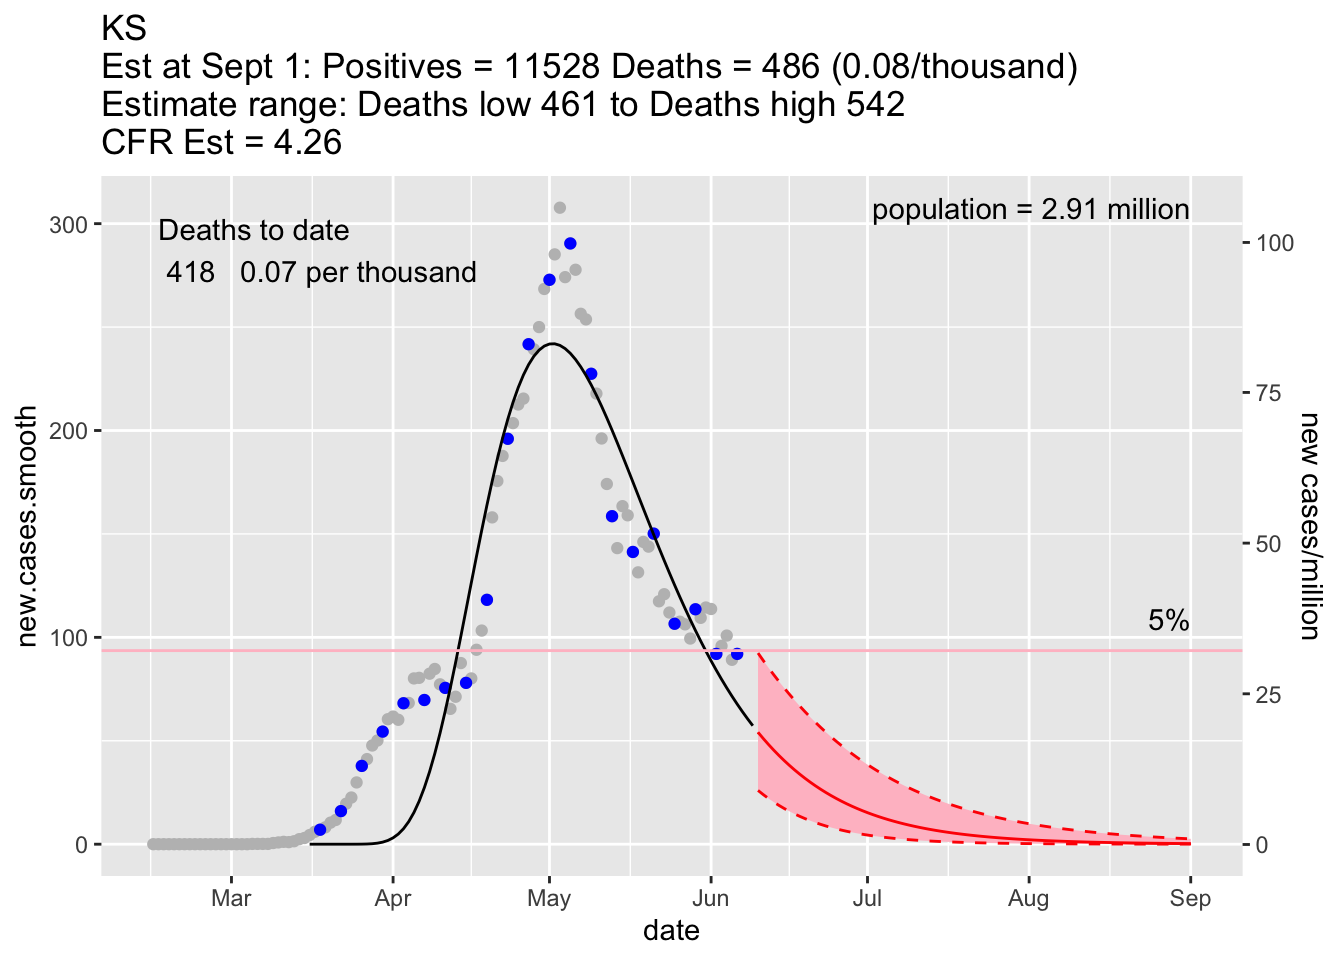 KS
Est at Sept 1: Positives = 11528 Deaths = 486 (0.08/thousand)
Estimate range: Deaths low 461 to Deaths high 542
CFR Est = 4.26
population = 2.91 million
Deaths to date
418 0.07 per thousand
300
200
100
0
new.cases.smooth
100
75
50
25
0
new cases/million
5%
Mar Apr May Jun Jul Aug Sep
date